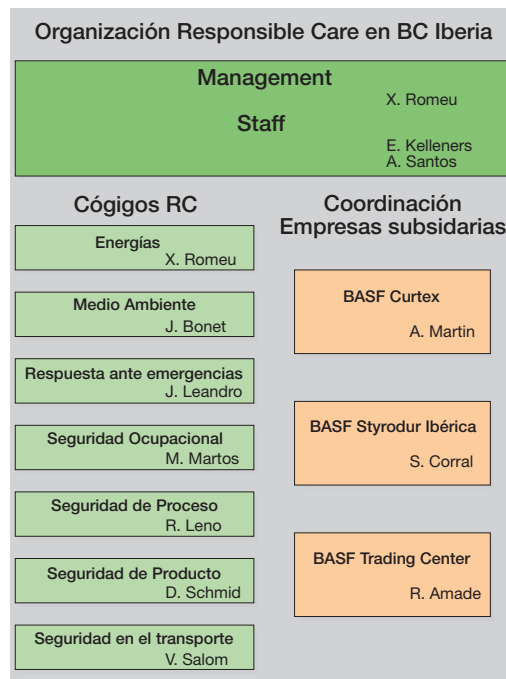 Organización Responsible Care en BC Iberia
Management
X. Romeu
Staff
E. Kelleners
A. Santos
Cógigos RC
Energías
X. Romeu
Medio Ambiente
J. Bonet
Respuesta ante emergencias
J. Leandro
Seguridad Ocupacional
M. Martos
Seguridad de Proceso
R. Leno
Seguridad de Producto
D. Schmid
Seguridad en el transporte
V. Salom
Coordinación
Empresas subsidarias
BASF Curtex
A. Martin
BASF Styrodur Ibérica
S. Corral
BASF Trading Center
R. Amade